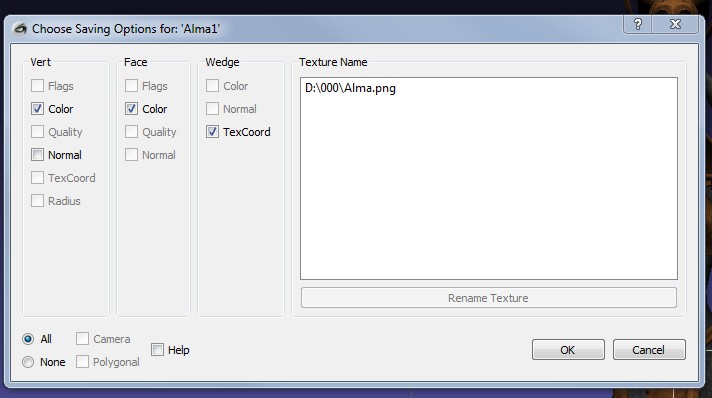 Choose Saving Options for: 'Alma1'
?
Vert
Flags
Color
Quality
Normal
TexCoord
Radius
Face
Flags
Color
Quality
Normal
Wedge
Color
Normal
TexCoord
Texture Name
D:\000\Alma.png
Rename Texture
All
None
Camera
Polygonal
Help
OK
Cancel